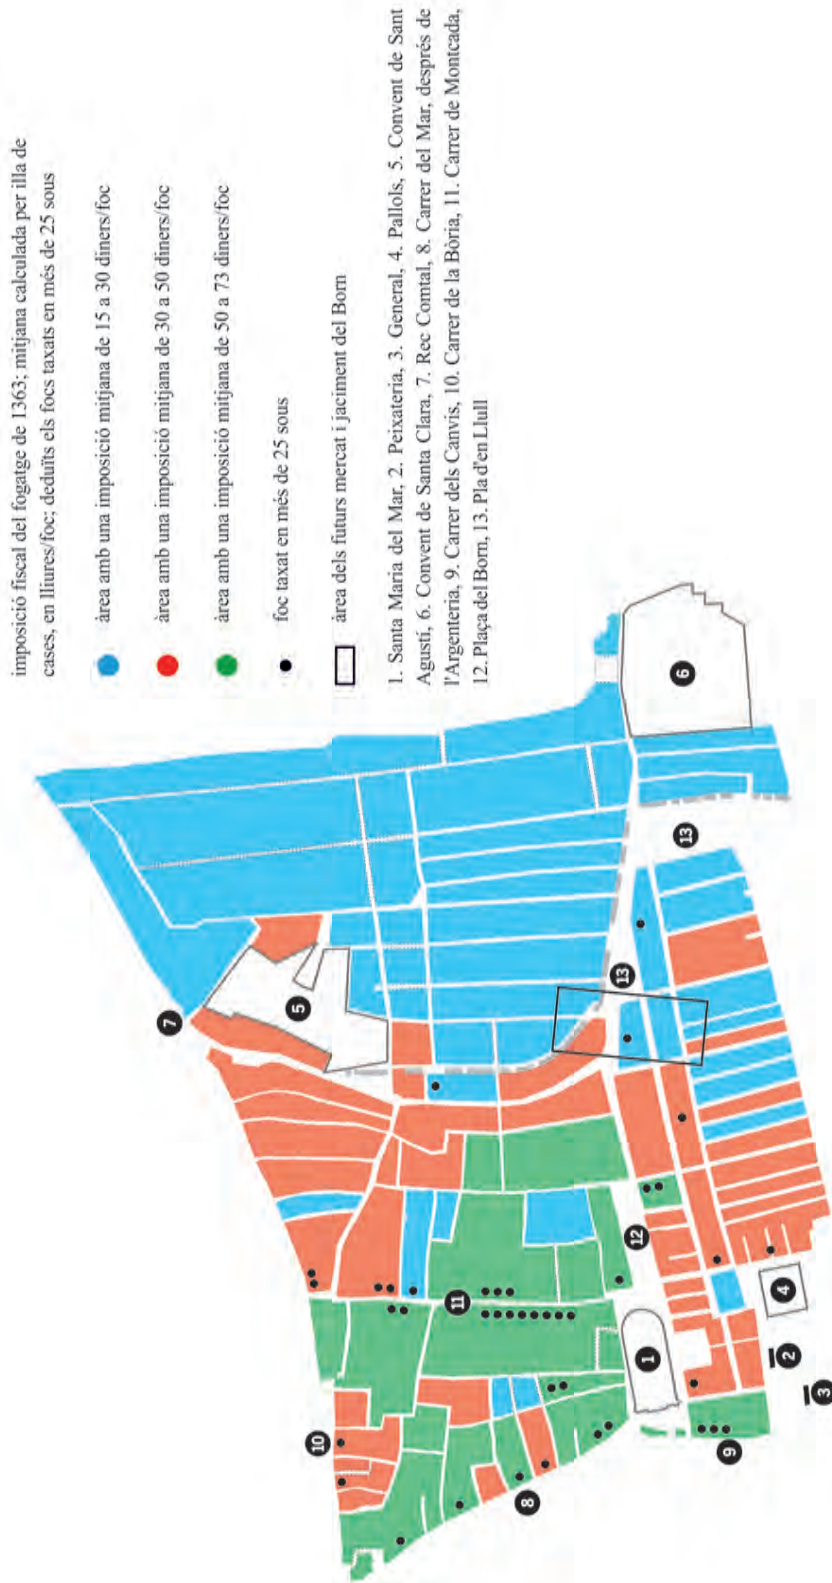 imposició fiscal del fogatge de 1363; mitjana calculada per illa de
cases, en lliures/foc; deduïts els focs taxats en més de 25 sous
àrea amb una imposició mitjana de 15 a 30 diners/foc
àrea amb una imposició mitjana de 30 a 50 diners/foc
àrea amb una imposició mitjana de 50 a 73 diners/foc
foc taxat en més de 25 sous
àrea dels futurs mercat i jaciment del Born
1. Santa Maria del Mar, 2. Peixateria, 3. General, 4. Pallols, 5. Convent de Sant
Agustí, 6. Convent de Santa Clara, 7. Rec Comtal, 8. Carrer del Mar, després de
l'Argenteria, 9. Carrer dels Canvis, 10. Carrer de la Bòria, 11. Carrer de Montcada,
12. Plaça del Born, 13. Pla d'en Llull
7
5
6
13
13
10
11
12
8
1
4
2
9
3